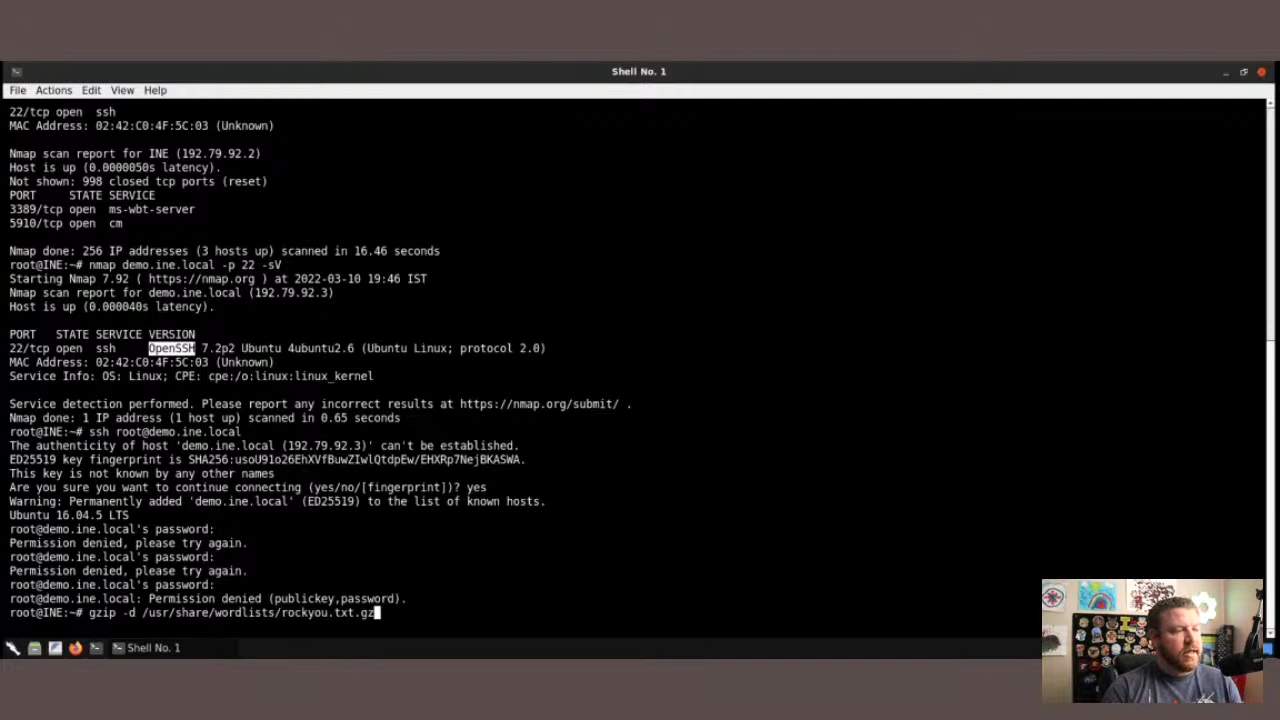 Shell No. 1
File Actions Edit View Help
22/tcp open  ssh
MAC Address: 02:42:C0:4F:5C:03 (Unknown)
Nmap scan report for INE (192.79.92.2)
Host is up (0.0000050s latency).
Not shown: 998 closed tcp ports (reset)
PORT     STATE SERVICE
3389/tcp open  ms-wbt-server
5910/tcp open  cm
Nmap done: 256 IP addresses (3 hosts up) scanned in 16.46 seconds
root@INE:~# nmap demo.ine.local -p 22 -sV
Starting Nmap 7.92 ( https://nmap.org ) at 2022-03-10 19:46 IST
Nmap scan report for demo.ine.local (192.79.92.3)
Host is up (0.000040s latency).
PORT   STATE SERVICE VERSION
22/tcp open  ssh     OpenSSH 7.2p2 Ubuntu 4ubuntu2.6 (Ubuntu Linux; protocol 2.0)
MAC Address: 02:42:C0:4F:5C:03 (Unknown)
Service Info: OS: Linux; CPE: cpe:/o:linux:linux_kernel
Service detection performed. Please report any incorrect results at https://nmap.org/submit/ .
Nmap done: 1 IP address (1 host up) scanned in 0.65 seconds
root@INE:~# ssh root@demo.ine.local
The authenticity of host 'demo.ine.local (192.79.92.3)' can't be established.
ED25519 key fingerprint is SHA256:usoU91o26EhXVfBuwZIwlQtdpEw/EHXRp7NejBKASWA.
This key is not known by any other names
Are you sure you want to continue connecting (yes/no/[fingerprint])? yes
Warning: Permanently added 'demo.ine.local' (ED25519) to the list of known hosts.
Ubuntu 16.04.5 LTS
root@demo.ine.local's password:
Permission denied, please try again.
root@demo.ine.local's password:
Permission denied, please try again.
root@demo.ine.local's password:
root@demo.ine.local: Permission denied (publickey,password).
root@INE:~# gzip -d /usr/share/wordlists/rockyou.txt.gz
Shell No. 1